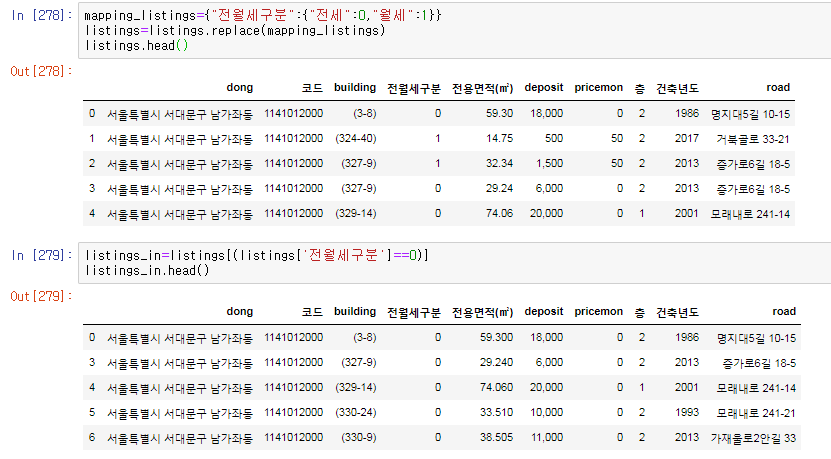 In [278]: mapping_listings={"전월세구분":{"전세":0,"월세":1}}
listings=listings.replace(mapping_listings)
listings.head()
Out[278]:
dong 코드 building 전월세구분 전용면적(㎡) deposit pricemon 층 건축년도 road
0 서울특별시 서대문구 남가좌동 1141012000 (3-8) 0 59.30 18,000 0 2 1986 명지대5길 10-15
1 서울특별시 서대문구 남가좌동 1141012000 (324-40) 1 14.75 500 50 2 2017 거북골로 33-21
2 서울특별시 서대문구 남가좌동 1141012000 (327-9) 1 32.34 1,500 50 2 2013 증가로6길 18-5
3 서울특별시 서대문구 남가좌동 1141012000 (327-9) 0 29.24 6,000 0 2 2013 증가로6길 18-5
4 서울특별시 서대문구 남가좌동 1141012000 (329-14) 0 74.06 20,000 0 1 2001 모래내로 241-14
In [279]: listings_in=listings[(listings['전월세구분']==0)]
listings_in.head()
Out[279]:
dong 코드 building 전월세구분 전용면적(㎡) deposit pricemon 층 건축년도 road
0 서울특별시 서대문구 남가좌동 1141012000 (3-8) 0 59.300 18,000 0 2 1986 명지대5길 10-15
3 서울특별시 서대문구 남가좌동 1141012000 (327-9) 0 29.240 6,000 0 2 2013 증가로6길 18-5
4 서울특별시 서대문구 남가좌동 1141012000 (329-14) 0 74.060 20,000 0 1 2001 모래내로 241-14
5 서울특별시 서대문구 남가좌동 1141012000 (330-24) 0 33.510 10,000 0 2 1993 모래내로 241-21
6 서울특별시 서대문구 남가좌동 1141012000 (330-9) 0 38.505 11,000 0 2 2013 가재울로2안길 33